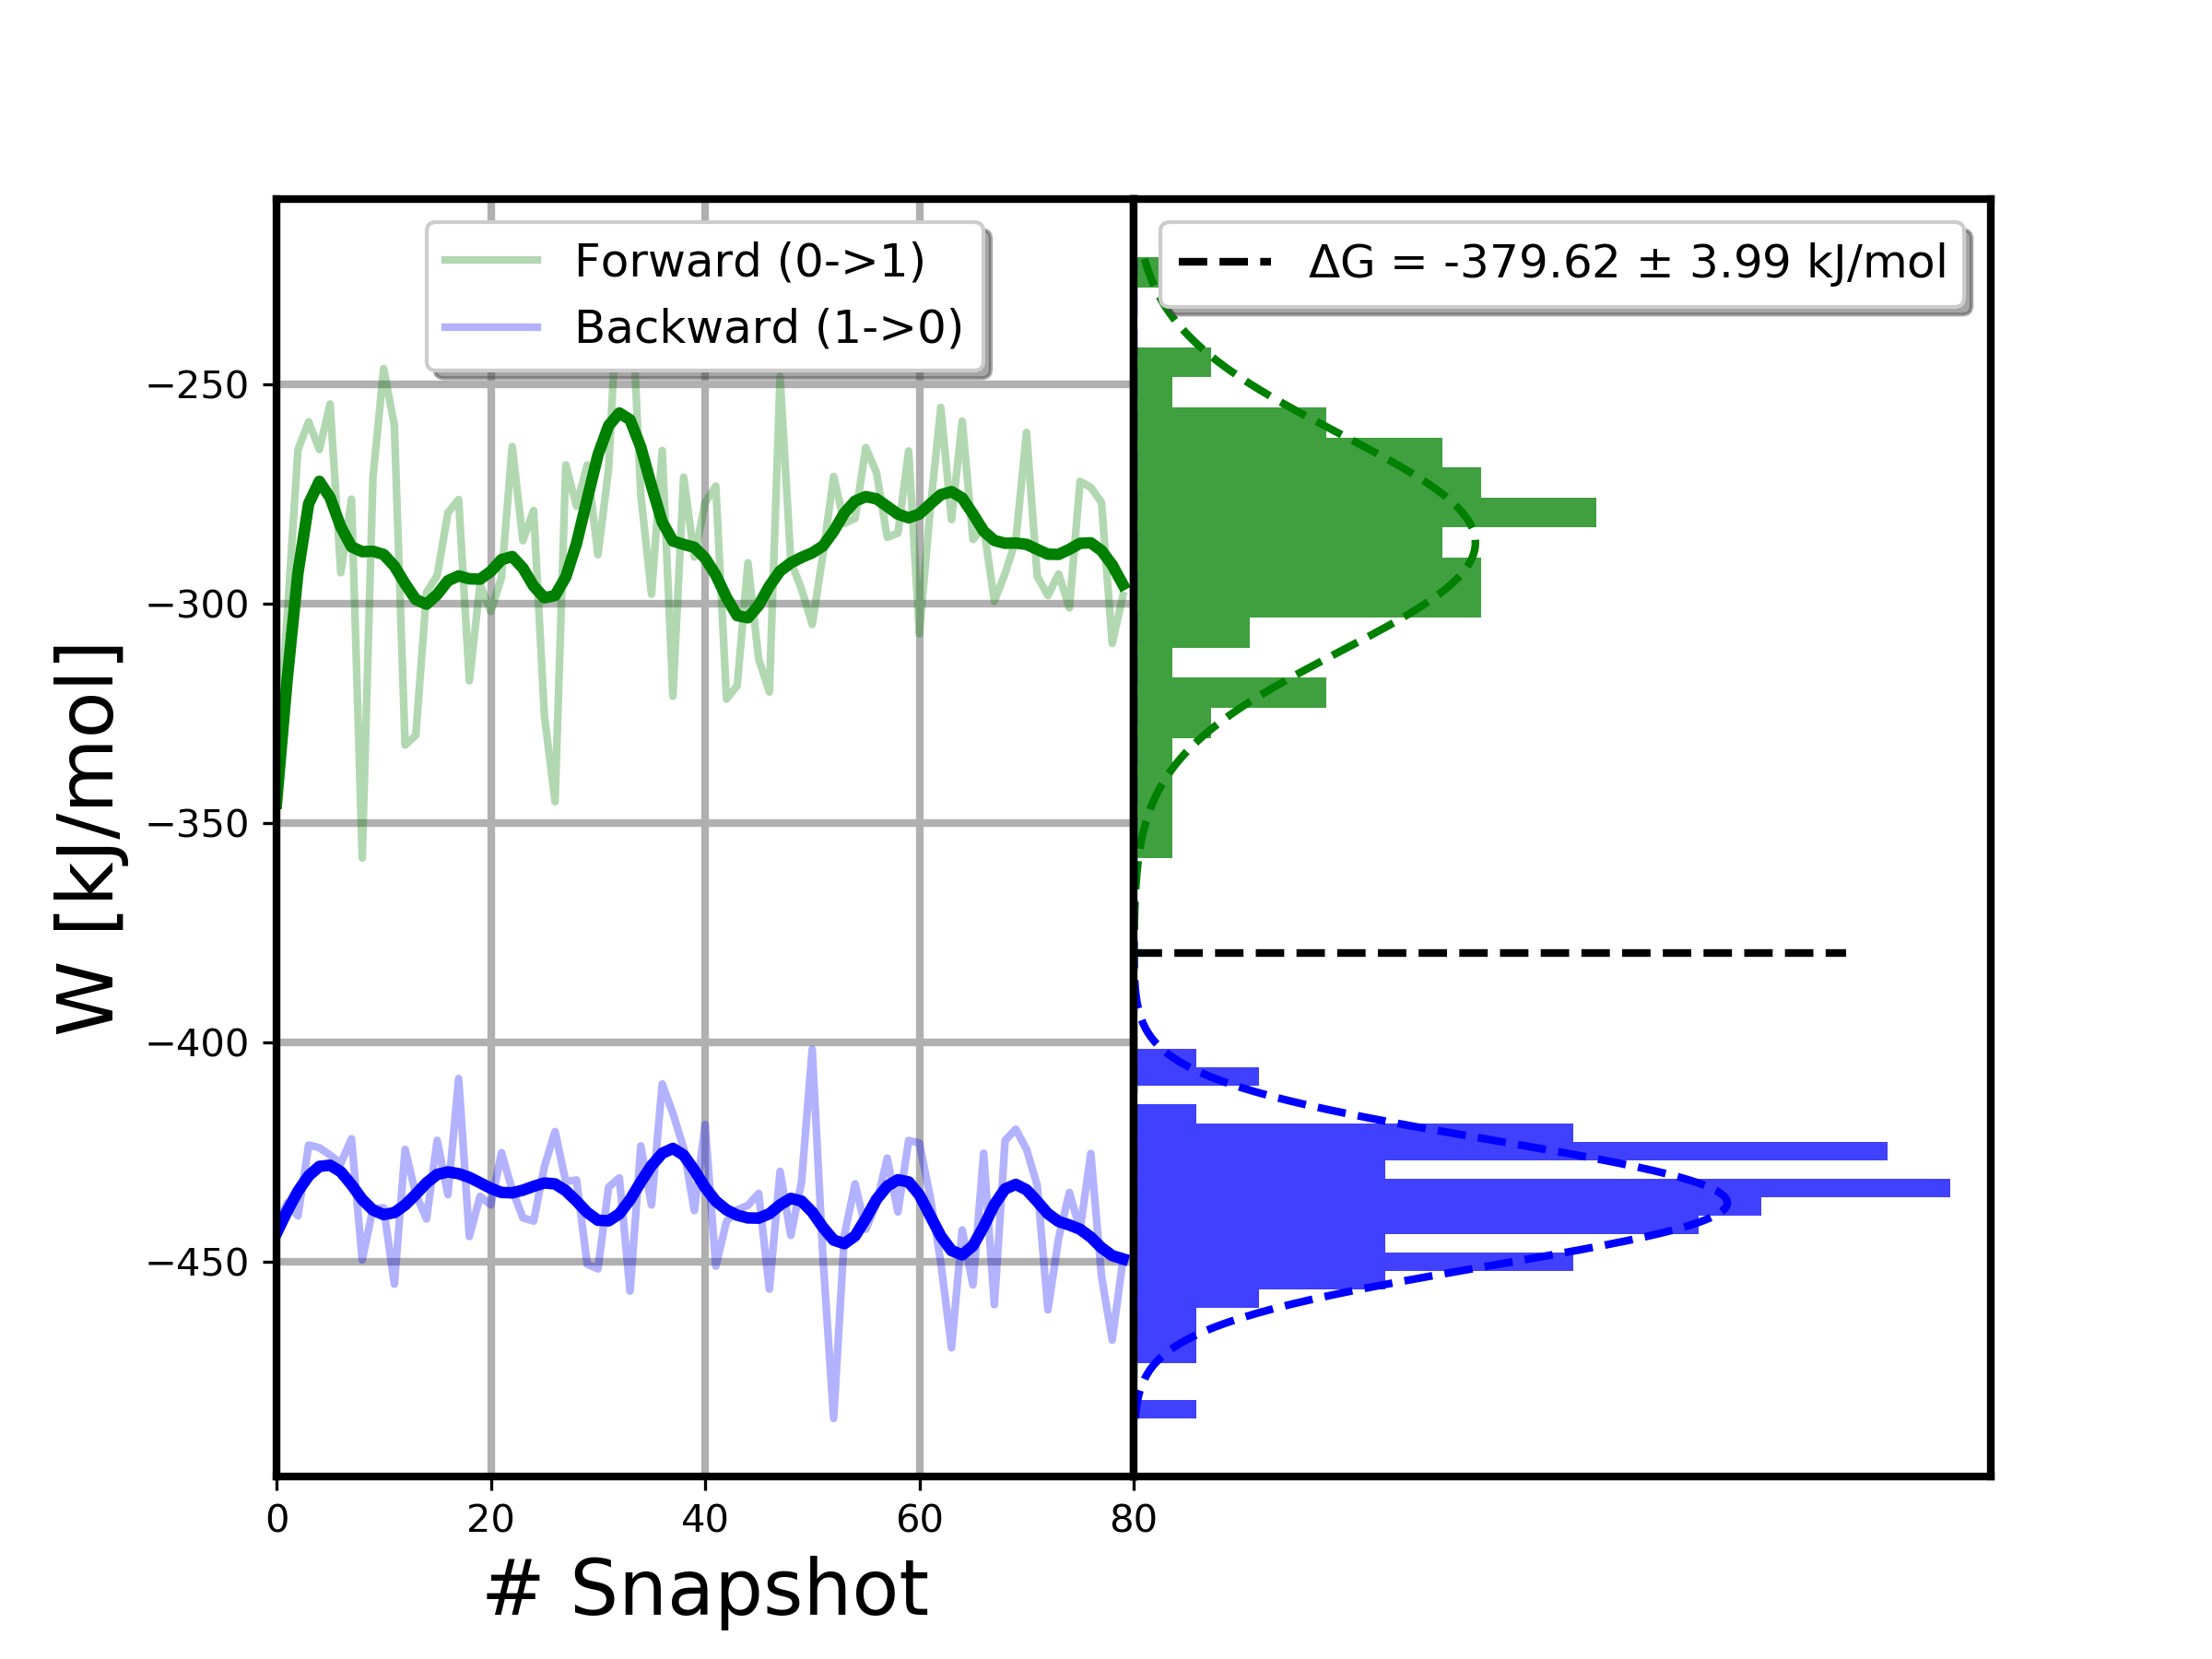 Forward (0->1)
Backward (1->0)
ΔG = -379.62 ± 3.99 kJ/mol
−250
−300
−350
−400
−450
W [kJ/mol]
0 20 40 60 80
# Snapshot